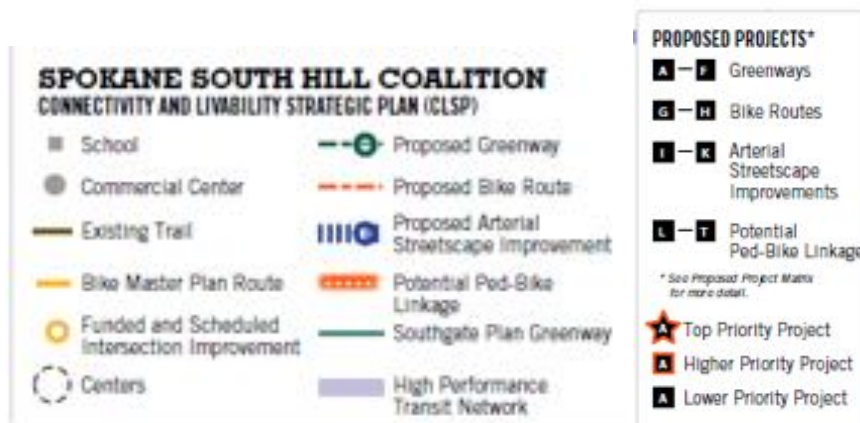 SPOKANE SOUTH HILL COALITION
CONNECTIVITY AND LIVABILITY STRATEGIC PLAN (CLSP)
School
Commercial Center
Existing Trail
Bike Master Plan Route
Funded and Scheduled
Intersection Improvement
Centers
Proposed Greenway
Proposed Bike Route
Proposed Arterial
Streetscape Improvement
Potential Ped-Bike
Linkage
Southgate Plan Greenway
High Performance
Transit Network
PROPOSED PROJECTS*
A – F Greenways
G – H Bike Routes
I – K Arterial
Streetscape
Improvements
L – T Potential
Ped-Bike Linkage
* See Proposed Project Matrix
for more detail.
A Top Priority Project
A Higher Priority Project
A Lower Priority Project